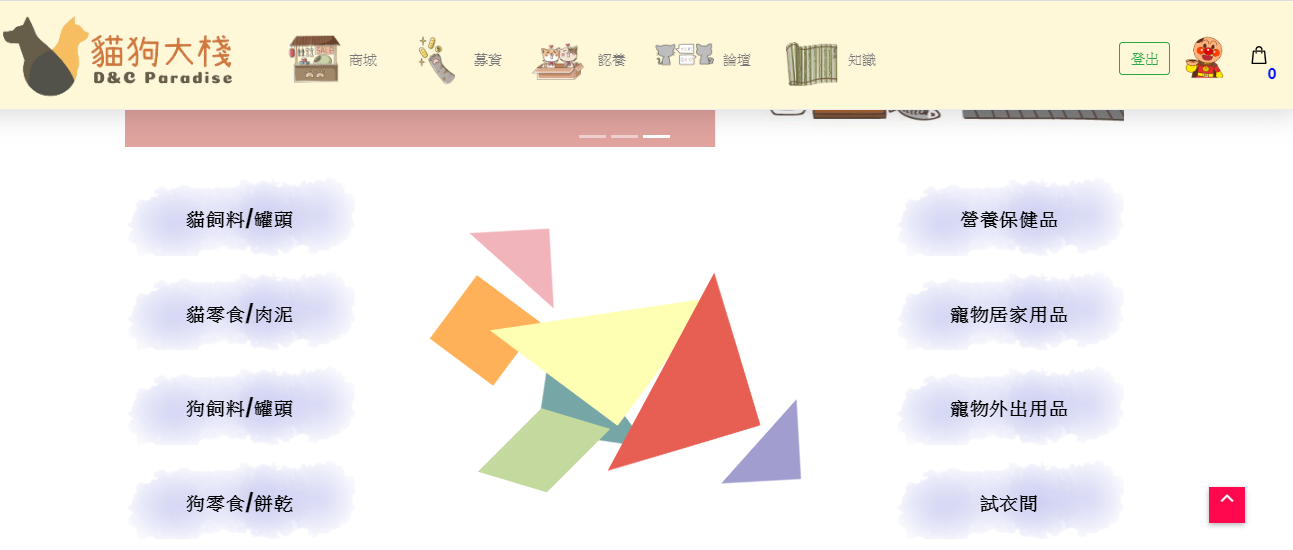 貓狗大棧
D&C Paradise
SALE
商城
募資
認養
論壇
知識
登出
0
貓飼料/罐頭
營養保健品
貓零食/肉泥
寵物居家用品
狗飼料/罐頭
寵物外出用品
狗零食/餅乾
試衣間